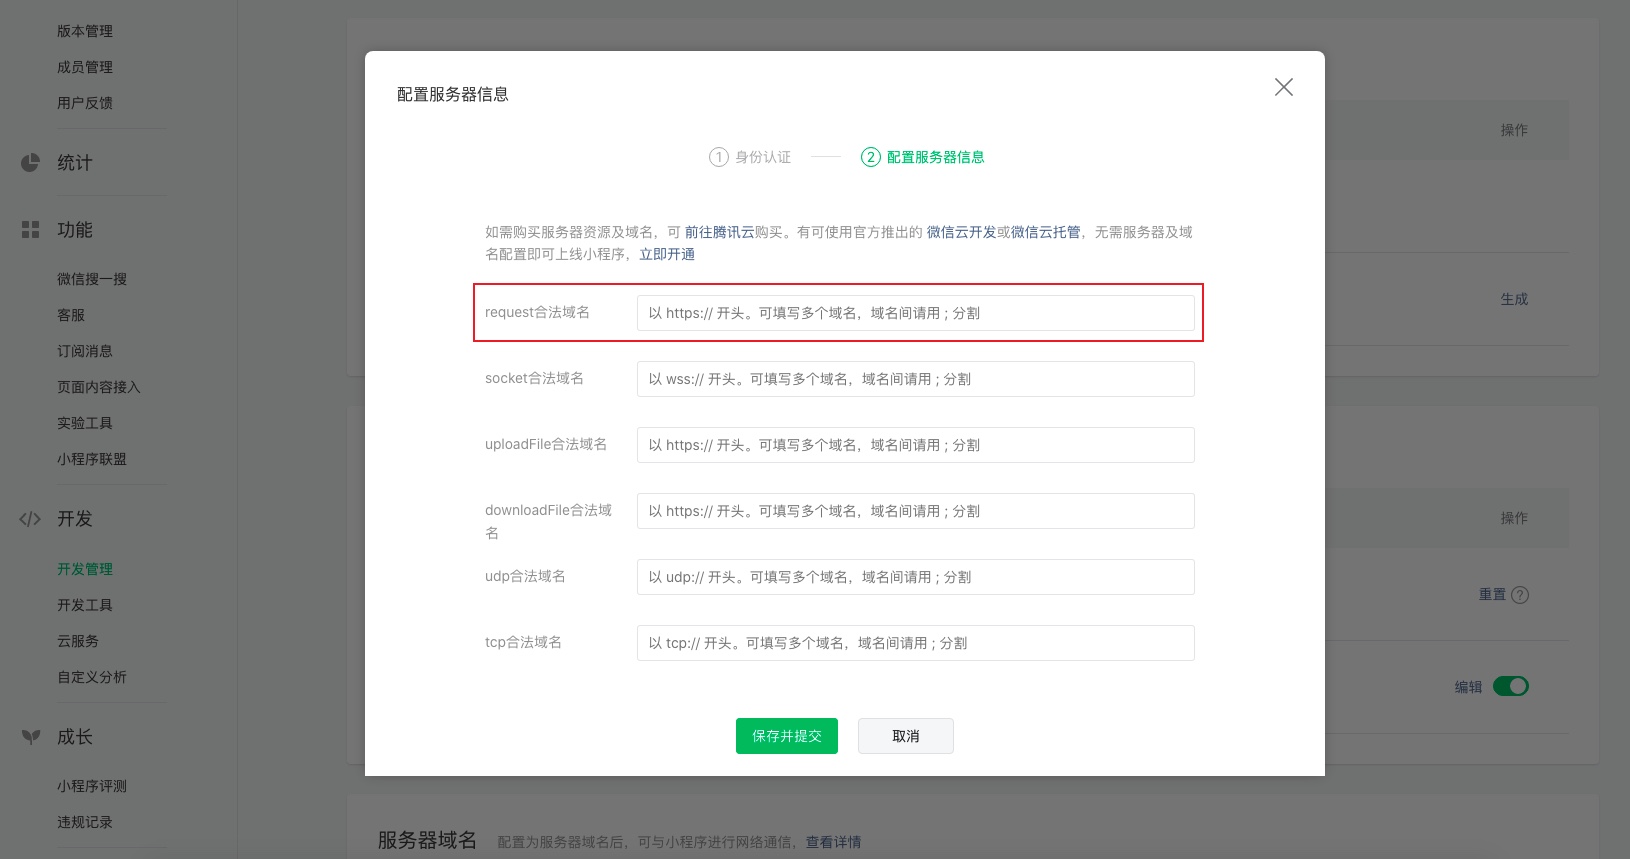 版本管理
成员管理
用户反馈
统计
功能
微信搜一搜
客服
订阅消息
页面内容接入
实验工具
小程序联盟
开发
开发管理
开发工具
云服务
自定义分析
成长
小程序评测
违规记录
配置服务器信息
1 身份认证
2 配置服务器信息
如需购买服务器资源及域名，可 前往腾讯云购买。有可使用官方推出的 微信云开发或微信云托管，无需服务器及域
名配置即可上线小程序，立即开通
request合法域名
以 https:// 开头。可填写多个域名，域名间请用 ; 分割
socket合法域名
以 wss:// 开头。可填写多个域名，域名间请用 ; 分割
uploadFile合法域名
以 https:// 开头。可填写多个域名，域名间请用 ; 分割
downloadFile合法域
名
以 https:// 开头。可填写多个域名，域名间请用 ; 分割
udp合法域名
以 udp:// 开头。可填写多个域名，域名间请用 ; 分割
tcp合法域名
以 tcp:// 开头。可填写多个域名，域名间请用 ; 分割
保存并提交
取消
操作
生成
操作
重置 ?
编辑
服务器域名 配置为服务器域名后，可与小程序进行网络通信，查看详情